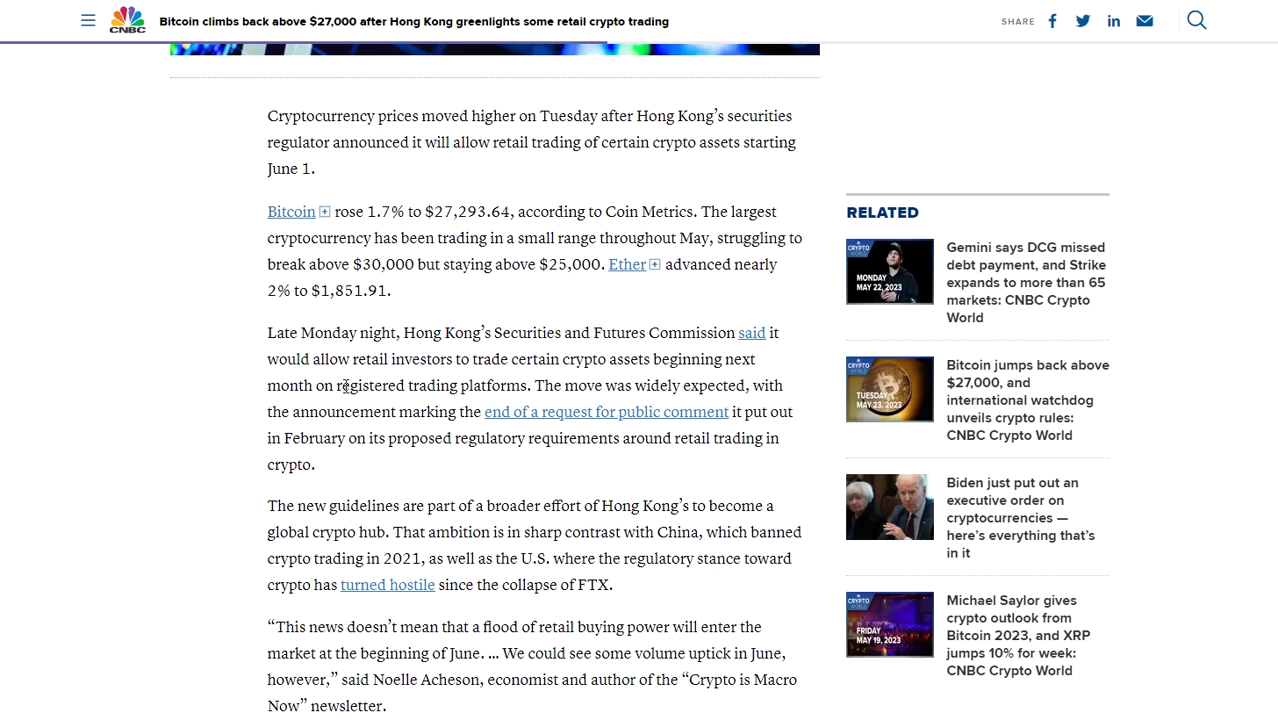 CNBC
Bitcoin climbs back above $27,000 after Hong Kong greenlights some retail crypto trading
SHARE
Cryptocurrency prices moved higher on Tuesday after Hong Kong’s securities
regulator announced it will allow retail trading of certain crypto assets starting
June 1.
Bitcoin rose 1.7% to $27,293.64, according to Coin Metrics. The largest
cryptocurrency has been trading in a small range throughout May, struggling to
break above $30,000 but staying above $25,000. Ether advanced nearly
2% to $1,851.91.
Late Monday night, Hong Kong’s Securities and Futures Commission said it
would allow retail investors to trade certain crypto assets beginning next
month on registered trading platforms. The move was widely expected, with
the announcement marking the end of a request for public comment it put out
in February on its proposed regulatory requirements around retail trading in
crypto.
The new guidelines are part of a broader effort of Hong Kong’s to become a
global crypto hub. That ambition is in sharp contrast with China, which banned
crypto trading in 2021, as well as the U.S. where the regulatory stance toward
crypto has turned hostile since the collapse of FTX.
“This news doesn’t mean that a flood of retail buying power will enter the
market at the beginning of June. ... We could see some volume uptick in June,
however,” said Noelle Acheson, economist and author of the “Crypto is Macro
Now” newsletter.
RELATED
CRYPTO
WORLD
MONDAY
MAY 22, 2023
Gemini says DCG missed
debt payment, and Strike
expands to more than 65
markets: CNBC Crypto
World
CRYPTO
WORLD
TUESDAY
MAY 23, 2023
Bitcoin jumps back above
$27,000, and
international watchdog
unveils crypto rules:
CNBC Crypto World
Biden just put out an
executive order on
cryptocurrencies —
here’s everything that’s
in it
CRYPTO
WORLD
FRIDAY
MAY 19, 2023
Michael Saylor gives
crypto outlook from
Bitcoin 2023, and XRP
jumps 10% for week:
CNBC Crypto World